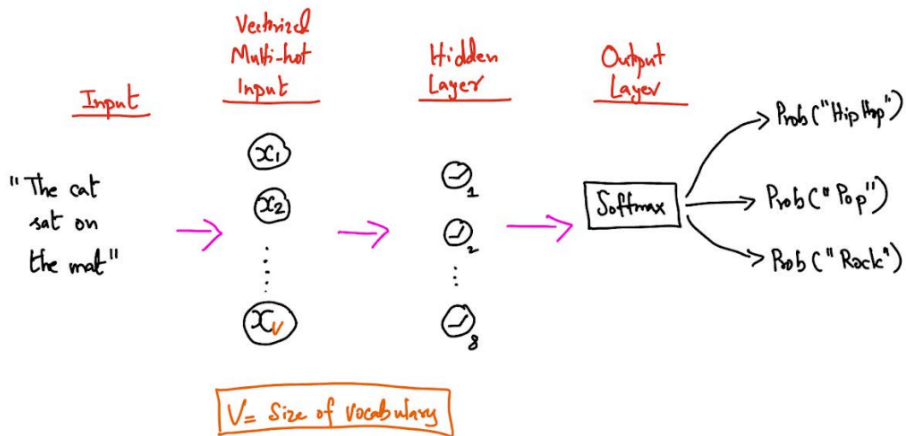 Input
Vectorized
Multi-hot
Input
Hidden
Layer
Output
Layer
"The cat
sat on
the mat"
x₁
x₂
x_V
1
2
8
Softmax
Prob("Hip Hop")
Prob("Pop")
Prob("Rock")
V = Size of vocabulary